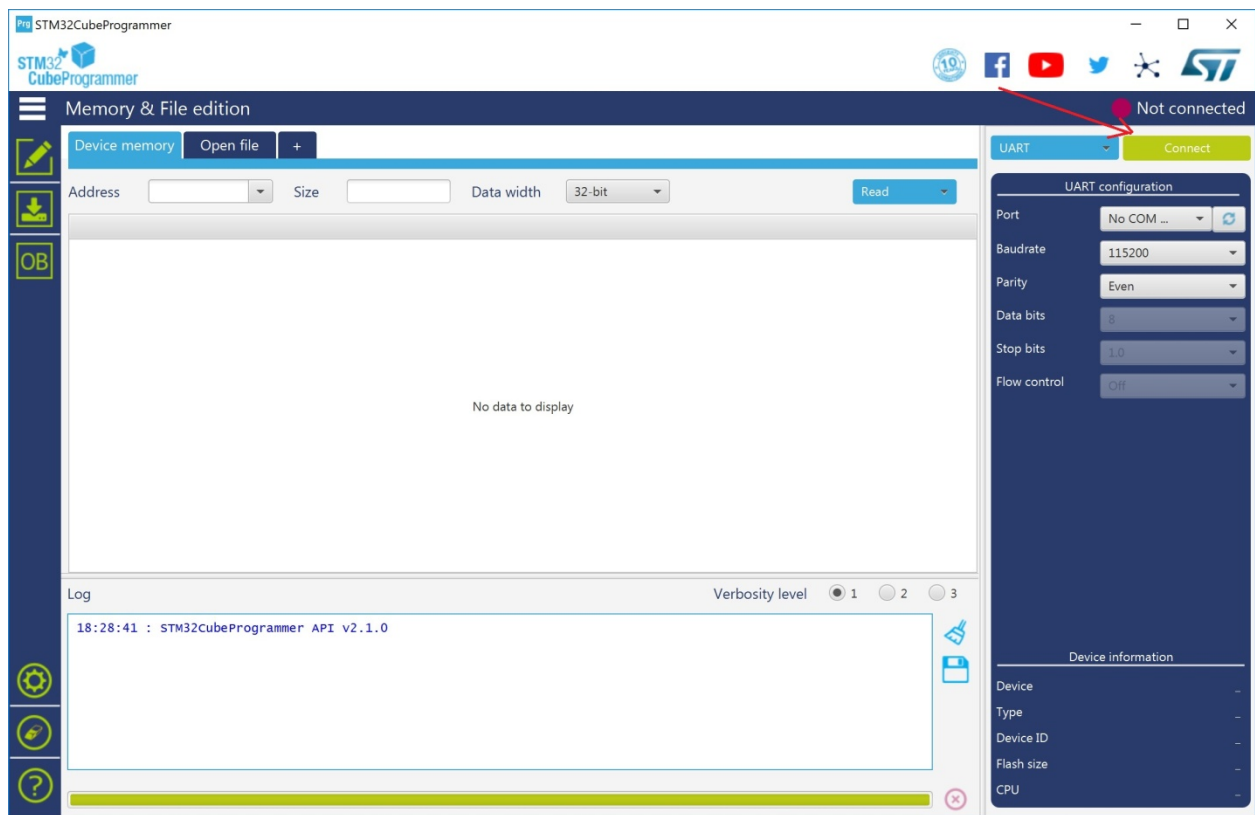 Prg STM32CubeProgrammer
STM32
CubeProgrammer
10
Memory & File edition
Not connected
Device memory Open file +
UART Connect
Address Size Data width 32-bit Read
UART configuration
Port No COM ...
OB
Baudrate 115200
Parity Even
Data bits 8
Stop bits 1.0
Flow control Off
No data to display
Log Verbosity level 1 2 3
18:28:41 : STM32CubeProgrammer API v2.1.0
Device information
Device -
Type -
Device ID -
Flash size -
CPU -
?